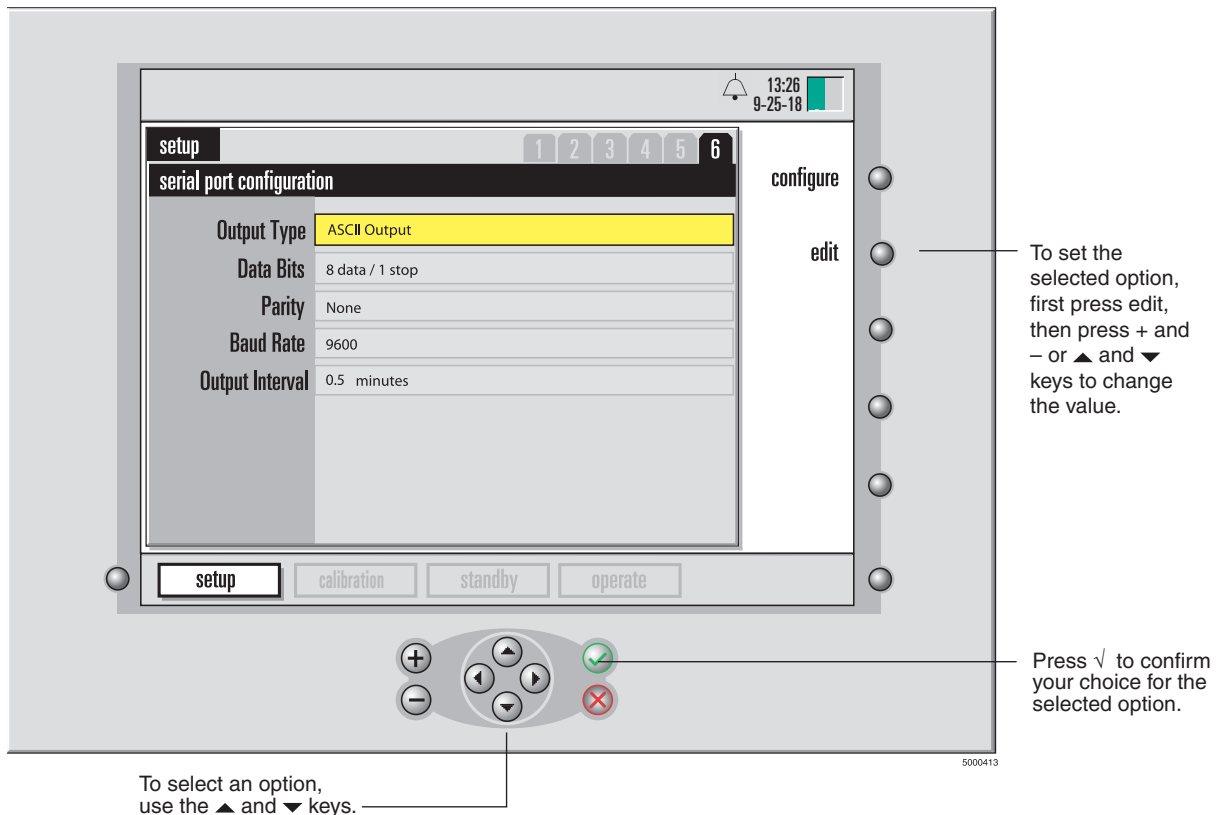 13:26
9-25-18
setup
1 2 3 4 5 6
serial port configuration
configure
edit
Output Type ASCII Output
Data Bits 8 data / 1 stop
Parity None
Baud Rate 9600
Output Interval 0.5 minutes
To set the
selected option,
first press edit,
then press + and
– or ▲ and ▼
keys to change
the value.
setup calibration standby operate
Press √ to confirm
your choice for the
selected option.
5000413
To select an option,
use the ▲ and ▼ keys.